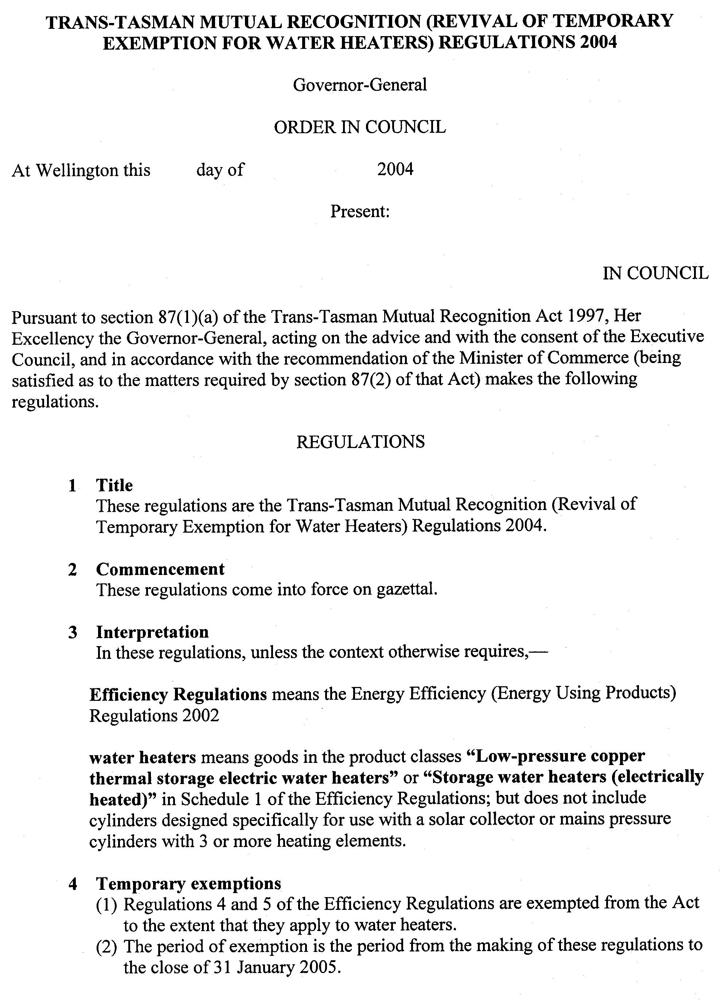 TRANS-TASMAN MUTUAL RECOGNITION (REVIVAL OF TEMPORARY
EXEMPTION FOR WATER HEATERS) REGULATIONS 2004
Governor-General
ORDER IN COUNCIL
At Wellington this day of 2004
Present:
IN COUNCIL
Pursuant to section 87(1)(a) of the Trans-Tasman Mutual Recognition Act 1997, Her
Excellency the Governor-General, acting on the advice and with the consent of the Executive
Council, and in accordance with the recommendation of the Minister of Commerce (being
satisfied as to the matters required by section 87(2) of that Act) makes the following
regulations.
REGULATIONS
1 Title
These regulations are the Trans-Tasman Mutual Recognition (Revival of
Temporary Exemption for Water Heaters) Regulations 2004.
2 Commencement
These regulations come into force on gazettal.
3 Interpretation
In these regulations, unless the context otherwise requires,—
Efficiency Regulations means the Energy Efficiency (Energy Using Products)
Regulations 2002
water heaters means goods in the product classes “Low-pressure copper
thermal storage electric water heaters” or “Storage water heaters (electrically
heated)” in Schedule 1 of the Efficiency Regulations; but does not include
cylinders designed specifically for use with a solar collector or mains pressure
cylinders with 3 or more heating elements.
4 Temporary exemptions
(1) Regulations 4 and 5 of the Efficiency Regulations are exempted from the Act
to the extent that they apply to water heaters.
(2) The period of exemption is the period from the making of these regulations to
the close of 31 January 2005.